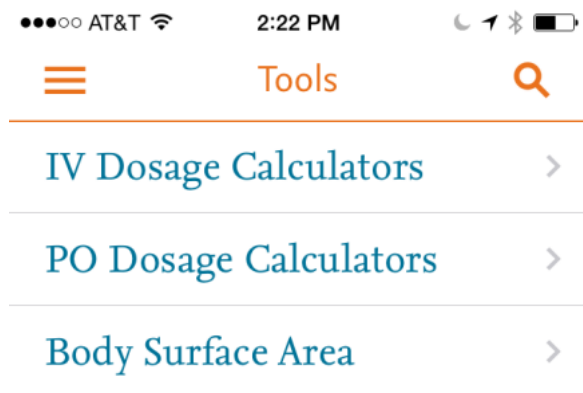 AT&T 2:22 PM
Tools
IV Dosage Calculators
PO Dosage Calculators
Body Surface Area